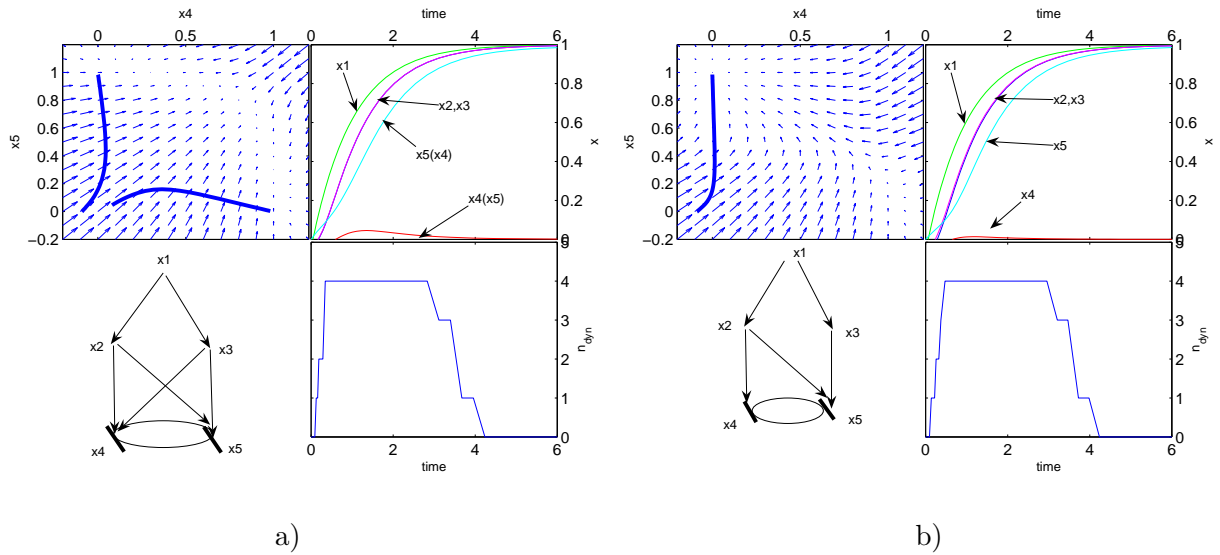 x4
0 0.5 1
time
0 2 4 6
x5
1
0.8
0.6
0.4
0.2
0
−0.2
x1
x2,x3
x5(x4)
x4(x5)
1
0.8
0.6
0.4
0.2
0
x
x1
x2
x3
x4
x5
5
4
3
2
1
0
n_dyn
0 2 4 6
time
a)
x4
0 0.5 1
time
0 2 4 6
x5
1
0.8
0.6
0.4
0.2
0
−0.2
x1
x2,x3
x5
x4
1
0.8
0.6
0.4
0.2
0
x
x1
x2
x3
x4
x5
5
4
3
2
1
0
n_dyn
0 2 4 6
time
b)